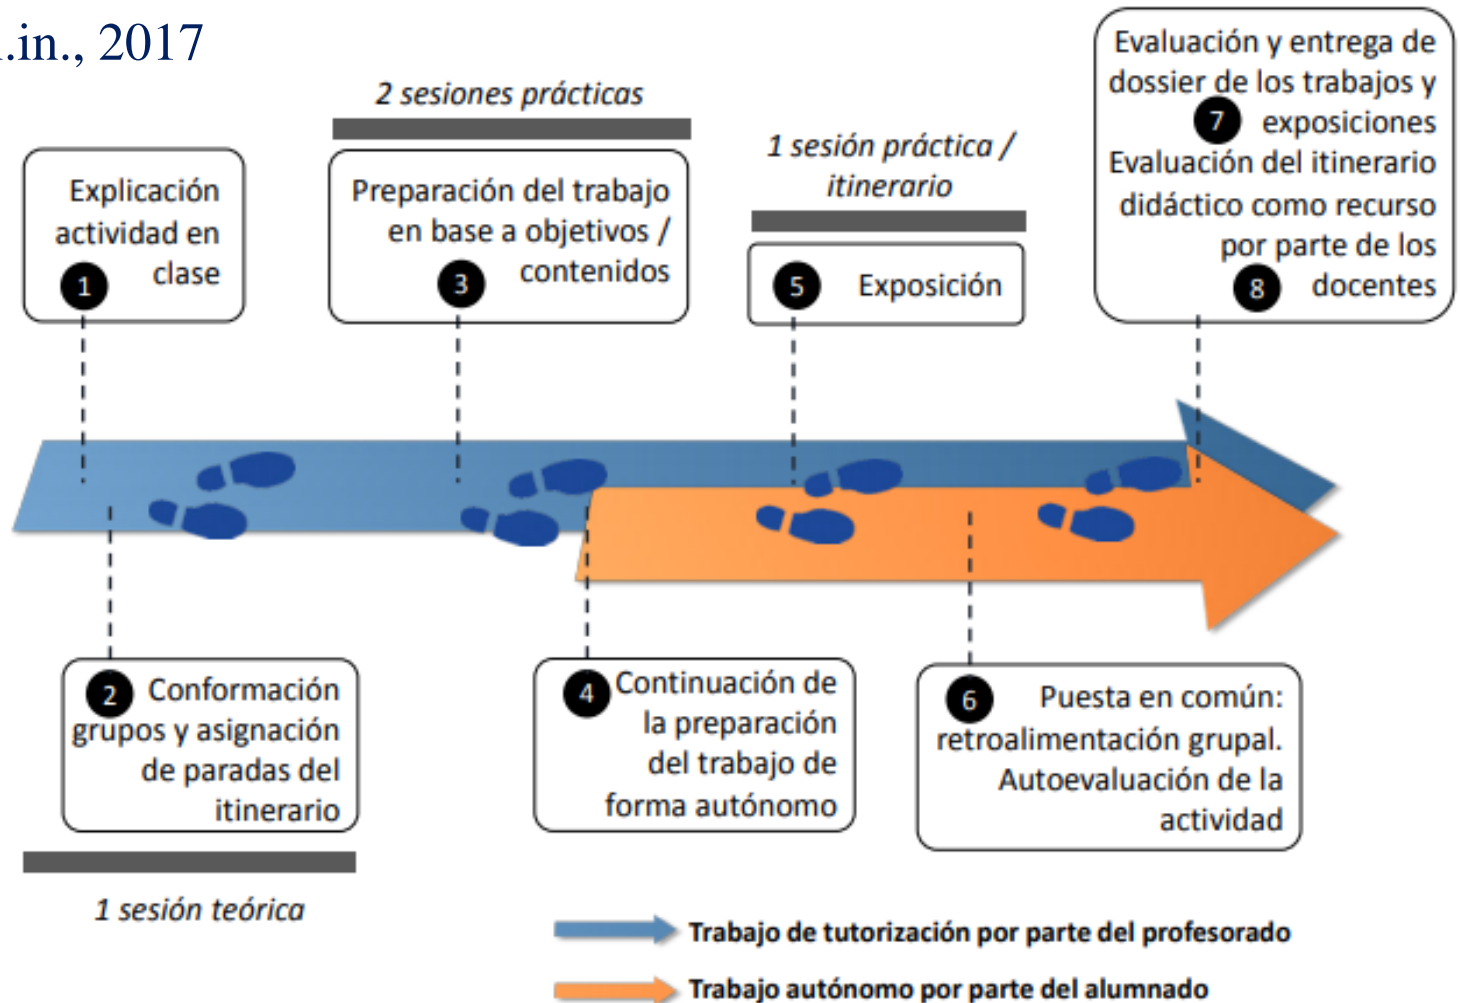 .in., 2017
2 sesiones prácticas
1 sesión práctica /
itinerario
Explicación
actividad en
clase
1
Preparación del trabajo
en base a objetivos /
contenidos
3
5
Exposición
Evaluación y entrega de
dossier de los trabajos y
7 exposiciones
Evaluación del itinerario
didáctico como recurso
por parte de los
8 docentes
2 Conformación
grupos y asignación
de paradas del
itinerario
1 sesión teórica
4 Continuación de
la preparación
del trabajo de
forma autónomo
6 Puesta en común:
retroalimentación grupal.
Autoevaluación de la
actividad
Trabajo de tutorización por parte del profesorado
Trabajo autónomo por parte del alumnado